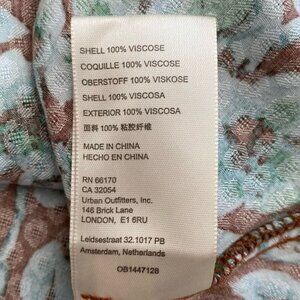 SHELL 100% VISCOSE
COQUILLE 100% VISCOSE
OBERSTOFF 100% VISKOSE
SHELL 100% VISCOSA
EXTERIOR 100% VISCOSA
面料 100% 粘胶纤维
MADE IN CHINA
HECHO EN CHINA
RN 66170
CA 32054
Urban Outfitters, Inc.
146 Brick Lane
LONDON, E1 6RU
Leidsestraat 32.1017 PB
Amsterdam, Netherlands
OB1447128